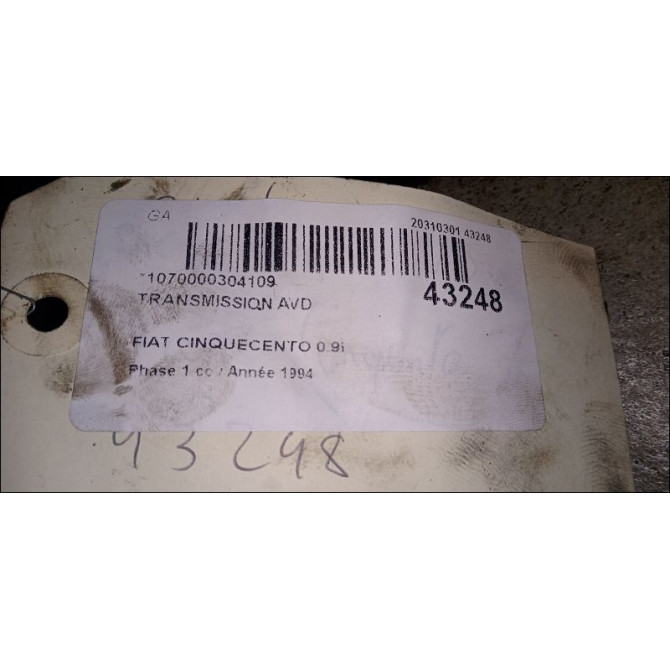 GA
20310301 43248
*1070000304109
43248
TRANSMISSION AVD
FIAT CINQUECENTO 0.9i
Phase 1 cc / Année 1994
43248